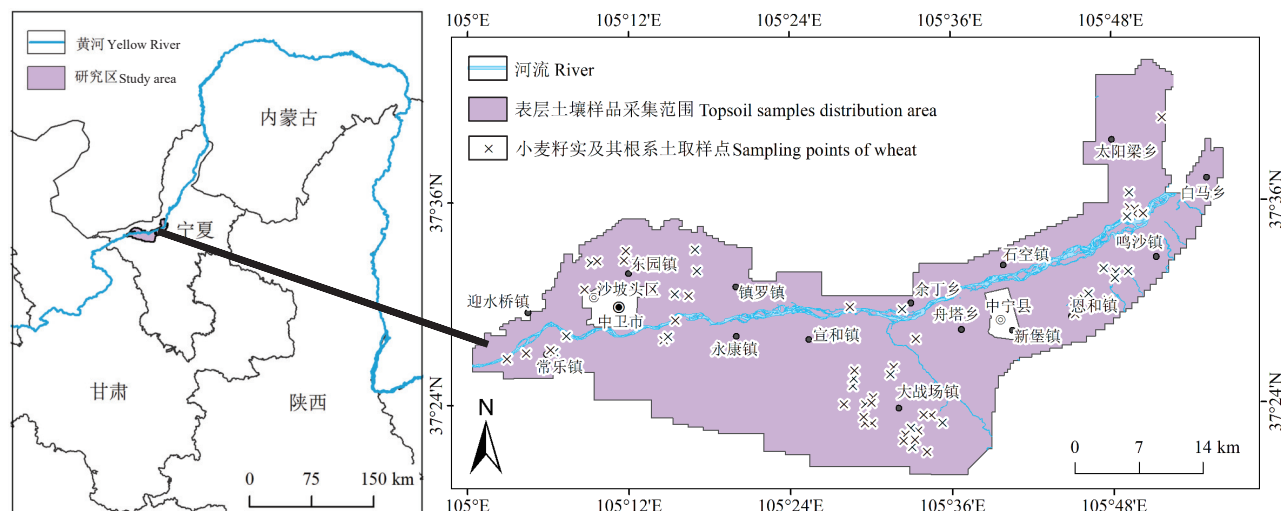 黄河 Yellow River
研究区 Study area
内蒙古
宁夏
甘肃
陕西
0 75 150 km
105°E 105°12′E 105°24′E 105°36′E 105°48′E
河流 River
表层土壤样品采集范围 Topsoil samples distribution area
小麦籽实及其根系土取样点 Sampling points of wheat
太阳梁乡
白马乡
37°36′N
37°36′N
鸣沙镇
石空镇
东园镇
沙坡头区
迎水桥镇
镇罗镇
余丁乡
中宁县
恩和镇
中卫市
舟塔乡
永康镇
宣和镇
新堡镇
常乐镇
大战场镇
37°24′N
37°24′N
N
0 7 14 km
105°E 105°12′E 105°24′E 105°36′E 105°48′E